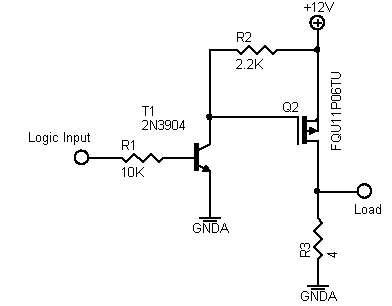 +12V
R2
2.2K
T1
2N3904
Q2
FQU11P06TU
Logic Input
R1
10K
Load
GNDA
R3
4
GNDA